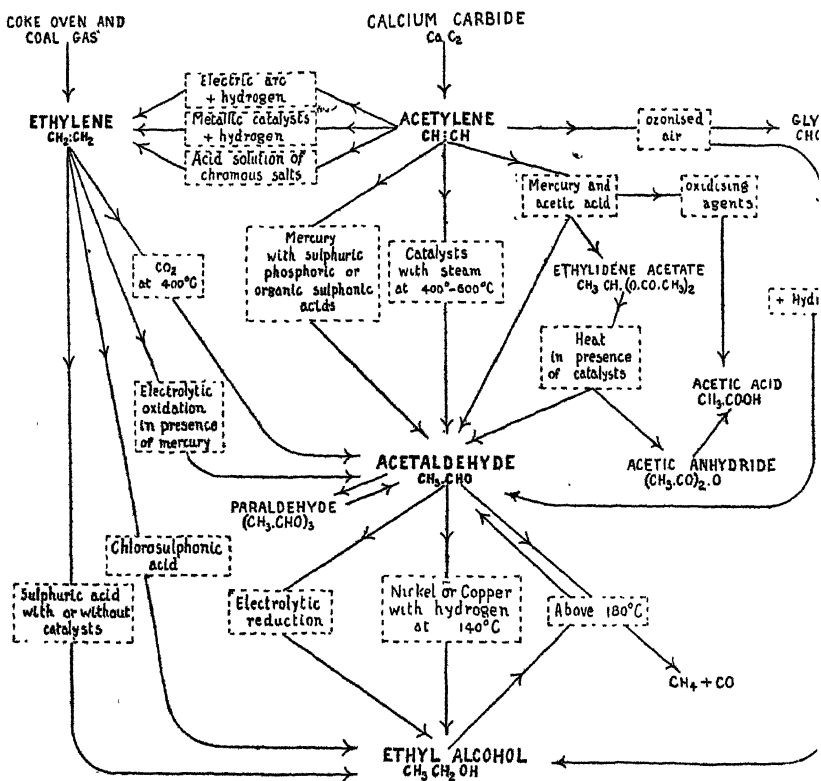 COKE OVEN AND
COAL GAS
CALCIUM CARBIDE
Ca C2
Electric arc
+ hydrogen
Metallic catalysts
+ hydrogen
Acid solution of
chromous salts
ETHYLENE
CH2:CH2
ACETYLENE
CH⋮CH
ozonised
air
GLY
CHO
Mercury and
acetic acid
oxidising
agents
Mercury
with sulphuric
phosphoric or
organic sulphonic
acids
Catalysts
with steam
at 400°-600°C
CO2
at 400°C
ETHYLIDENE ACETATE
CH3 CH.(O.CO.CH3)2
+ Hydr
Heat
in presence
of catalysts
ACETIC ACID
CH3.COOH
Electrolytic
oxidation
in presence
of mercury
ACETALDEHYDE
CH3.CHO
ACETIC ANHYDRIDE
(CH3.CO)2.O
PARALDEHYDE
(CH3.CHO)3
Chlorosulphonic
acid
Sulphuric acid
with or without
catalysts
Electrolytic
reduction
Nickel or Copper
with hydrogen
at 140°C
Above 180°C
CH4 + CO
ETHYL ALCOHOL
CH3 CH2 OH